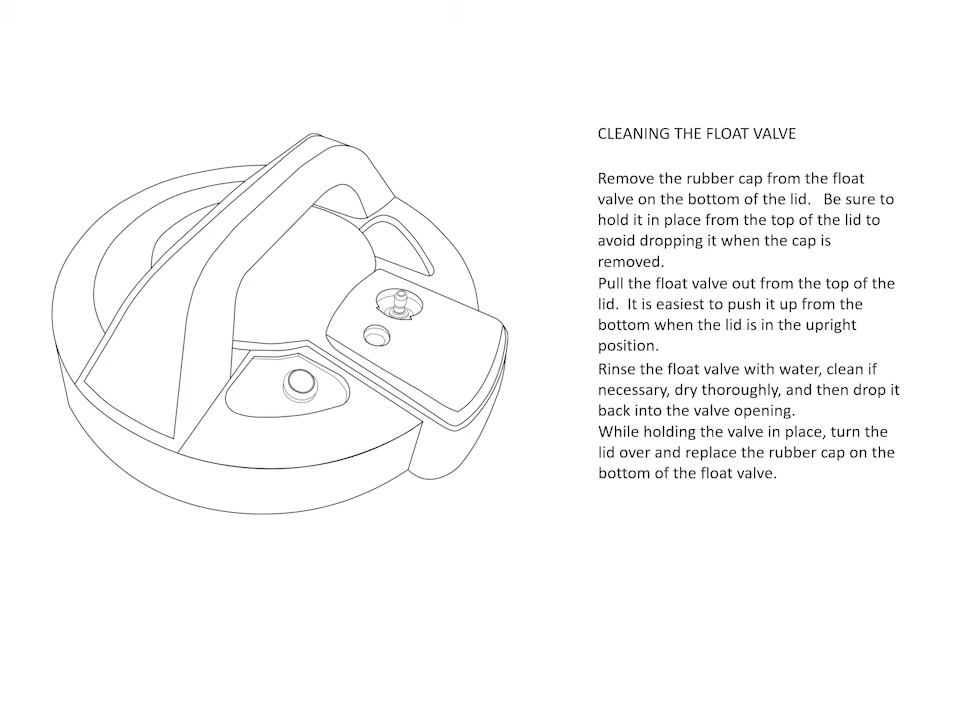 CLEANING THE FLOAT VALVE
Remove the rubber cap from the float
valve on the bottom of the lid.   Be sure to
hold it in place from the top of the lid to
avoid dropping it when the cap is
removed.
Pull the float valve out from the top of the
lid.  It is easiest to push it up from the
bottom when the lid is in the upright
position.
Rinse the float valve with water, clean if
necessary, dry thoroughly, and then drop it
back into the valve opening.
While holding the valve in place, turn the
lid over and replace the rubber cap on the
bottom of the float valve.